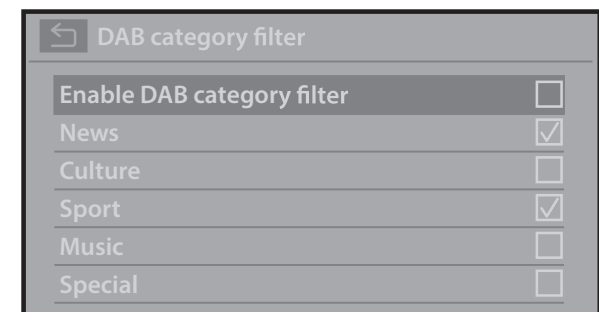 DAB category filter
Enable DAB category filter
News
Culture
Sport
Music
Special